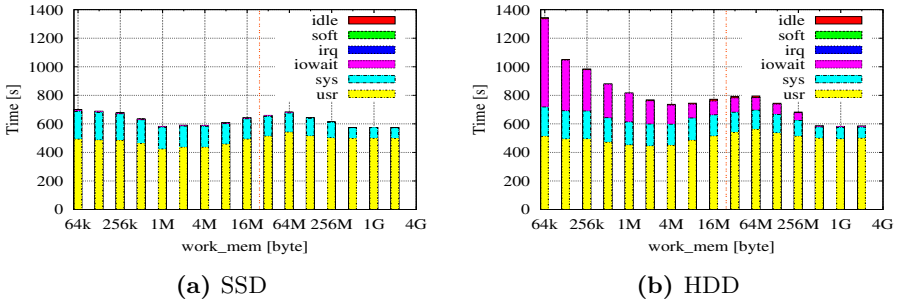 1400
1200
1000
800
600
400
200
0
Time [s]
idle
soft
irq
iowait
sys
usr
64k 256k 1M 4M 16M 64M 256M 1G 4G
work_mem [byte]
(a) SSD
1400
1200
1000
800
600
400
200
0
Time [s]
idle
soft
irq
iowait
sys
usr
64k 256k 1M 4M 16M 64M 256M 1G 4G
work_mem [byte]
(b) HDD